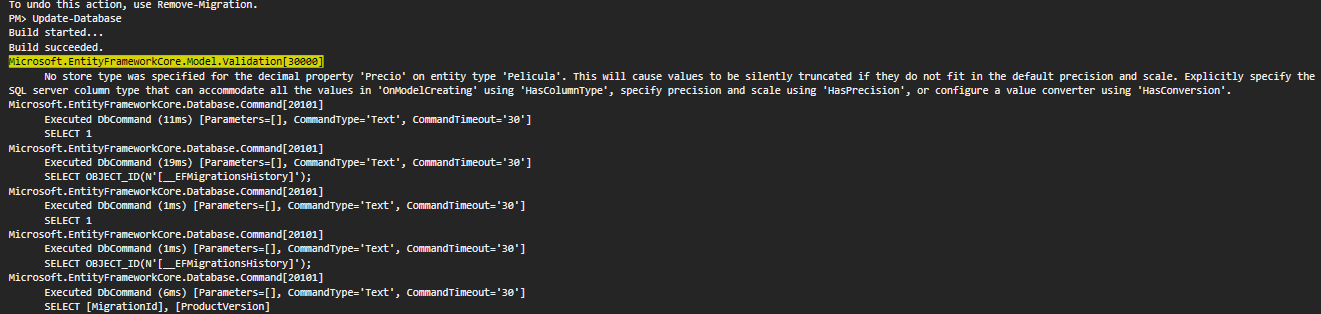 To undo this action, use Remove-Migration.
PM> Update-Database
Build started...
Build succeeded.
Microsoft.EntityFrameworkCore.Model.Validation[30000]
No store type was specified for the decimal property 'Precio' on entity type 'Pelicula'. This will cause values to be silently truncated if they do not fit in the default precision and scale. Explicitly specify the
SQL server column type that can accommodate all the values in 'OnModelCreating' using 'HasColumnType', specify precision and scale using 'HasPrecision', or configure a value converter using 'HasConversion'.
Microsoft.EntityFrameworkCore.Database.Command[20101]
Executed DbCommand (11ms) [Parameters=[], CommandType='Text', CommandTimeout='30']
SELECT 1
Microsoft.EntityFrameworkCore.Database.Command[20101]
Executed DbCommand (19ms) [Parameters=[], CommandType='Text', CommandTimeout='30']
SELECT OBJECT_ID(N'[__EFMigrationsHistory]');
Microsoft.EntityFrameworkCore.Database.Command[20101]
Executed DbCommand (1ms) [Parameters=[], CommandType='Text', CommandTimeout='30']
SELECT 1
Microsoft.EntityFrameworkCore.Database.Command[20101]
Executed DbCommand (1ms) [Parameters=[], CommandType='Text', CommandTimeout='30']
SELECT OBJECT_ID(N'[__EFMigrationsHistory]');
Microsoft.EntityFrameworkCore.Database.Command[20101]
Executed DbCommand (6ms) [Parameters=[], CommandType='Text', CommandTimeout='30']
SELECT [MigrationId], [ProductVersion]